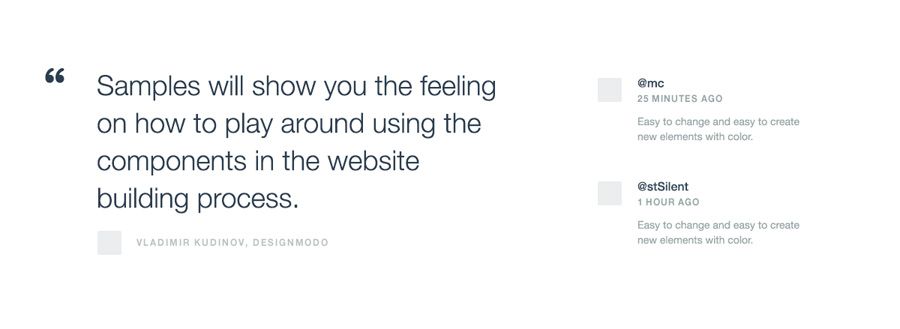 “
Samples will show you the feeling
on how to play around using the
components in the website
building process.
VLADIMIR KUDINOV, DESIGNMODO
@mc
25 MINUTES AGO
Easy to change and easy to create
new elements with color.
@stSilent
1 HOUR AGO
Easy to change and easy to create
new elements with color.